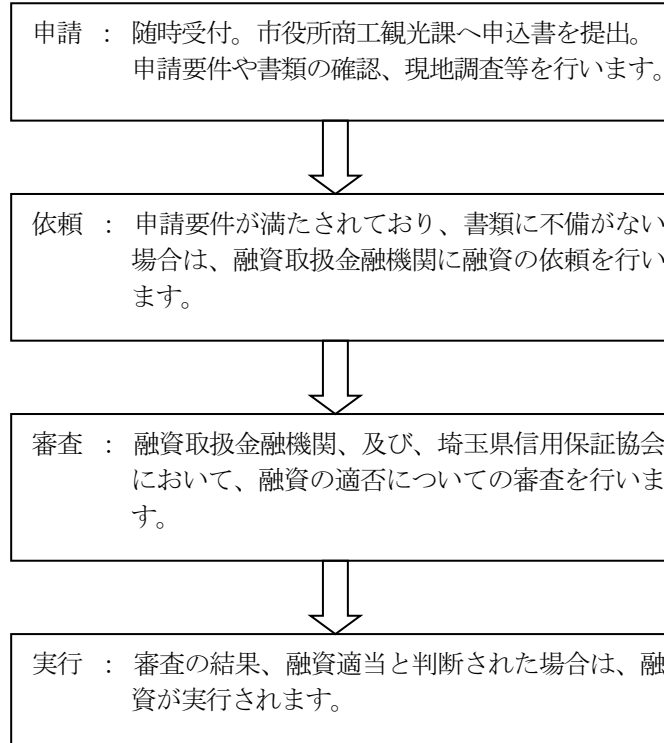 申請 ： 随時受付。市役所商工観光課へ申込書を提出。
申請要件や書類の確認、現地調査等を行います。
依頼 ： 申請要件が満たされており、書類に不備がない
場合は、融資取扱金融機関に融資の依頼を行い
ます。
審査 ： 融資取扱金融機関、及び、埼玉県信用保証協会
において、融資の適否についての審査を行いま
す。
実行 ： 審査の結果、融資適当と判断された場合は、融
資が実行されます。